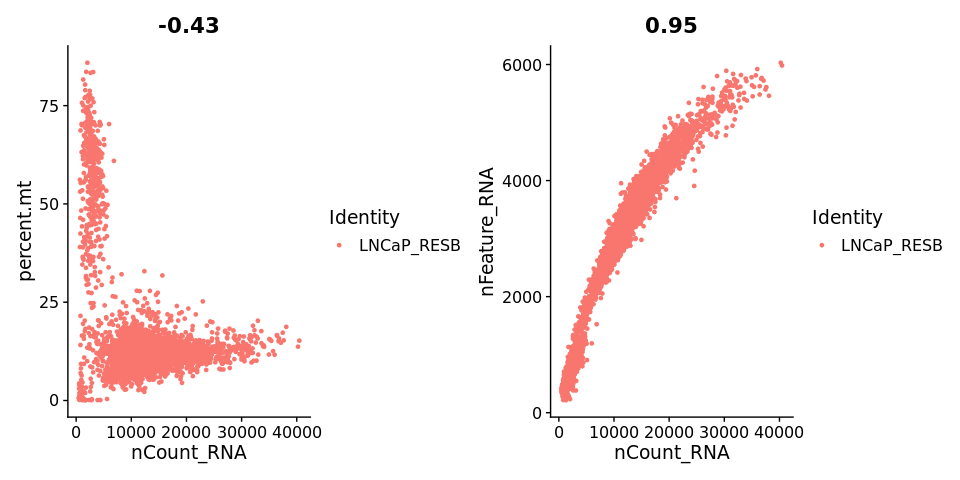 -0.43
percent.mt
75
50
25
0
0 10000 20000 30000 40000
nCount_RNA
Identity
LNCaP_RESB
0.95
nFeature_RNA
6000
4000
2000
0
0 10000 20000 30000 40000
nCount_RNA
Identity
LNCaP_RESB